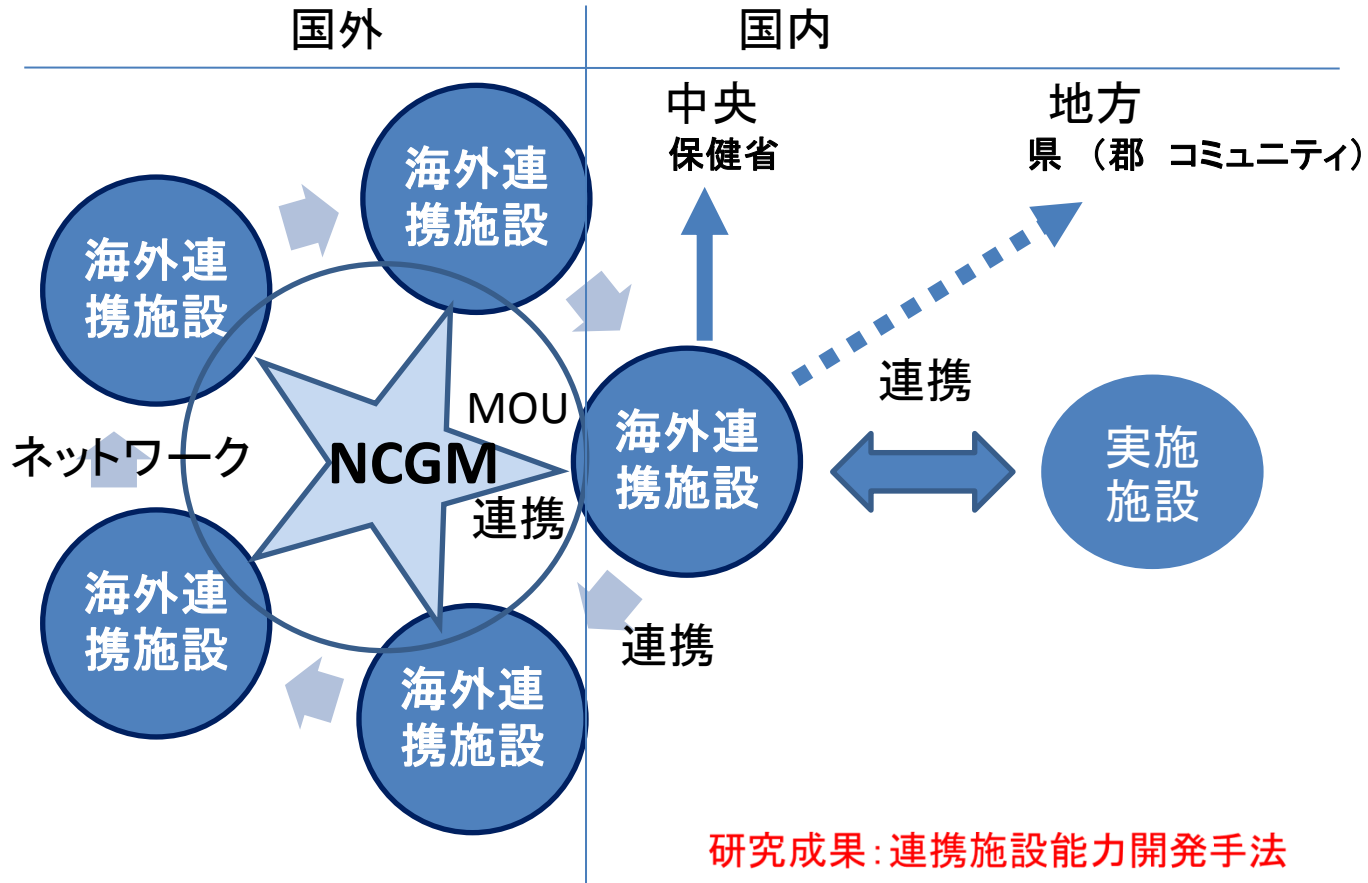 国外
国内
中央
保健省
地方
県 （郡 コミュニティ）
海外連
携施設
海外連
携施設
MOU
NCGM
連携
ネットワーク
海外連
携施設
連携
実施
施設
海外連
携施設
海外連
携施設
連携
研究成果：連携施設能力開発手法